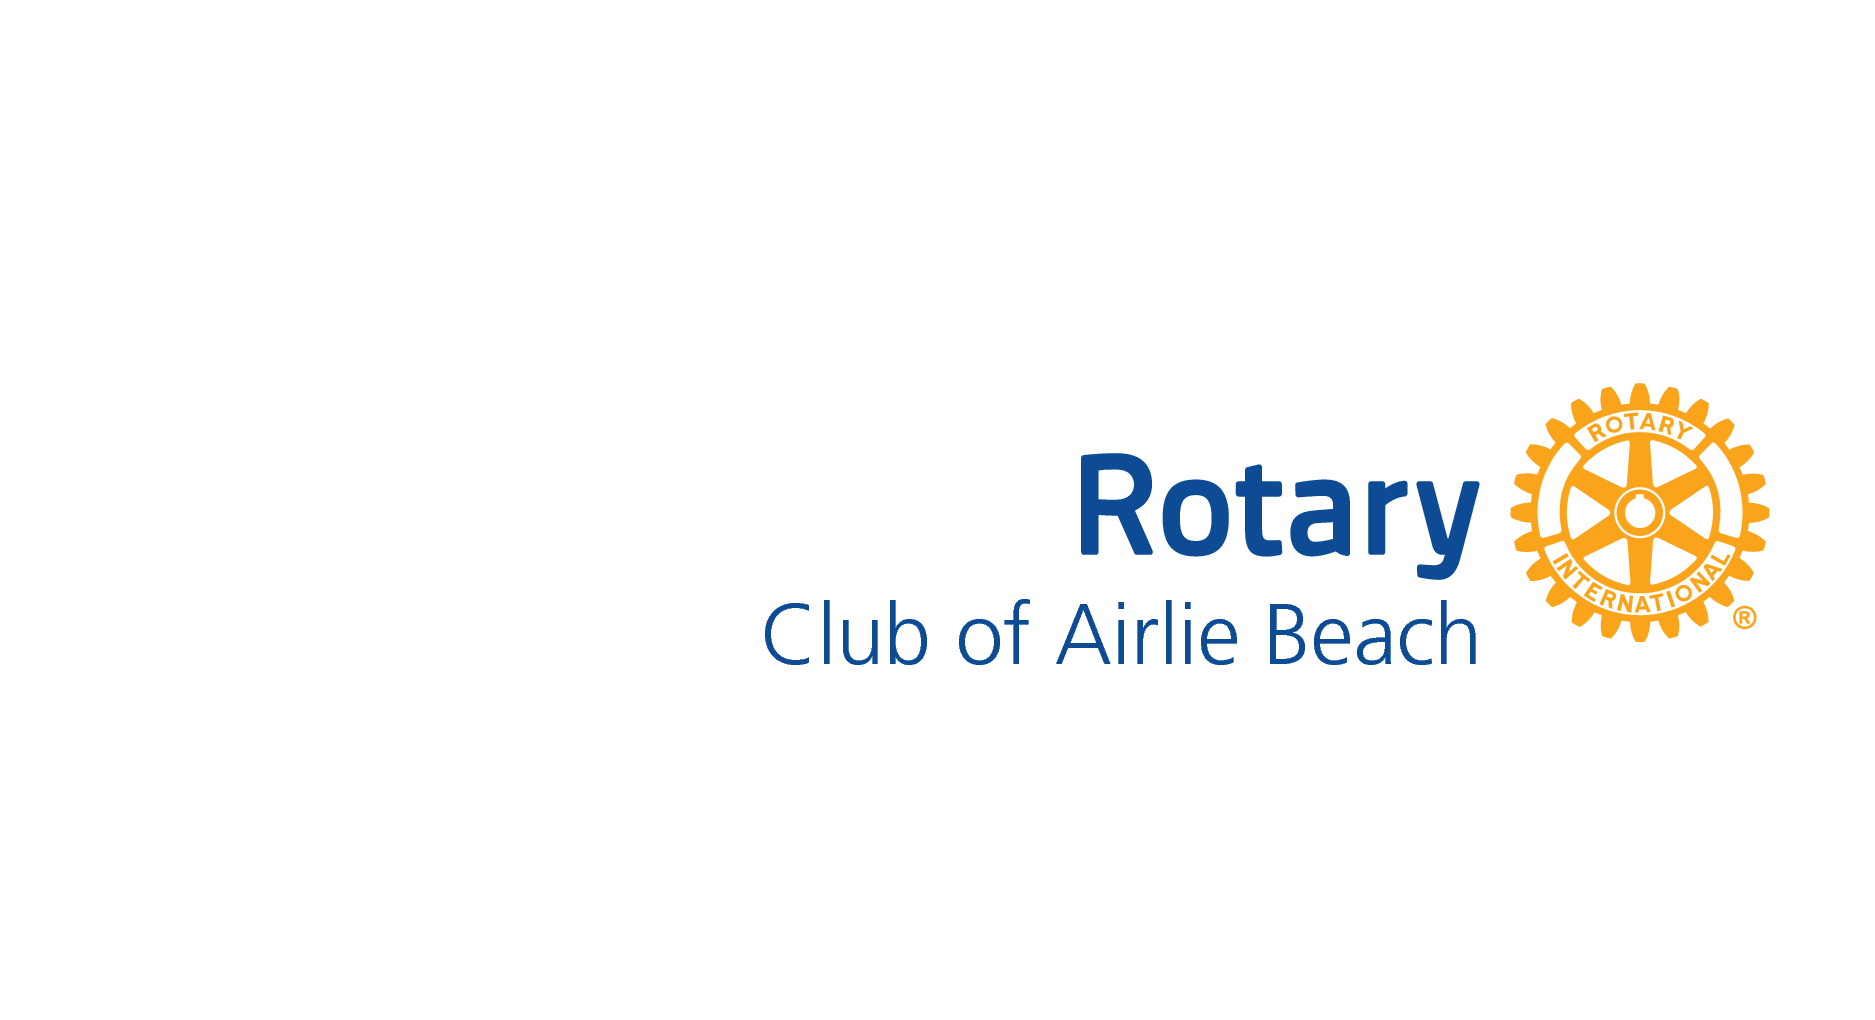 Rotary
Club of Airlie Beach
ROTARY
INTERNATIONAL
®